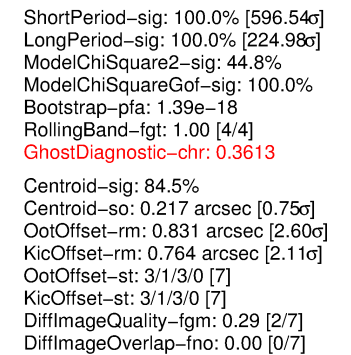 ShortPeriod−sig: 100.0% [596.54σ]
LongPeriod−sig: 100.0% [224.98σ]
ModelChiSquare2−sig: 44.8%
ModelChiSquareGof−sig: 100.0%
Bootstrap−pfa: 1.39e−18
RollingBand−fgt: 1.00 [4/4]
GhostDiagnostic−chr: 0.3613
Centroid−sig: 84.5%
Centroid−so: 0.217 arcsec [0.75σ]
OotOffset−rm: 0.831 arcsec [2.60σ]
KicOffset−rm: 0.764 arcsec [2.11σ]
OotOffset−st: 3/1/3/0 [7]
KicOffset−st: 3/1/3/0 [7]
DiffImageQuality−fgm: 0.29 [2/7]
DiffImageOverlap−fno: 0.00 [0/7]